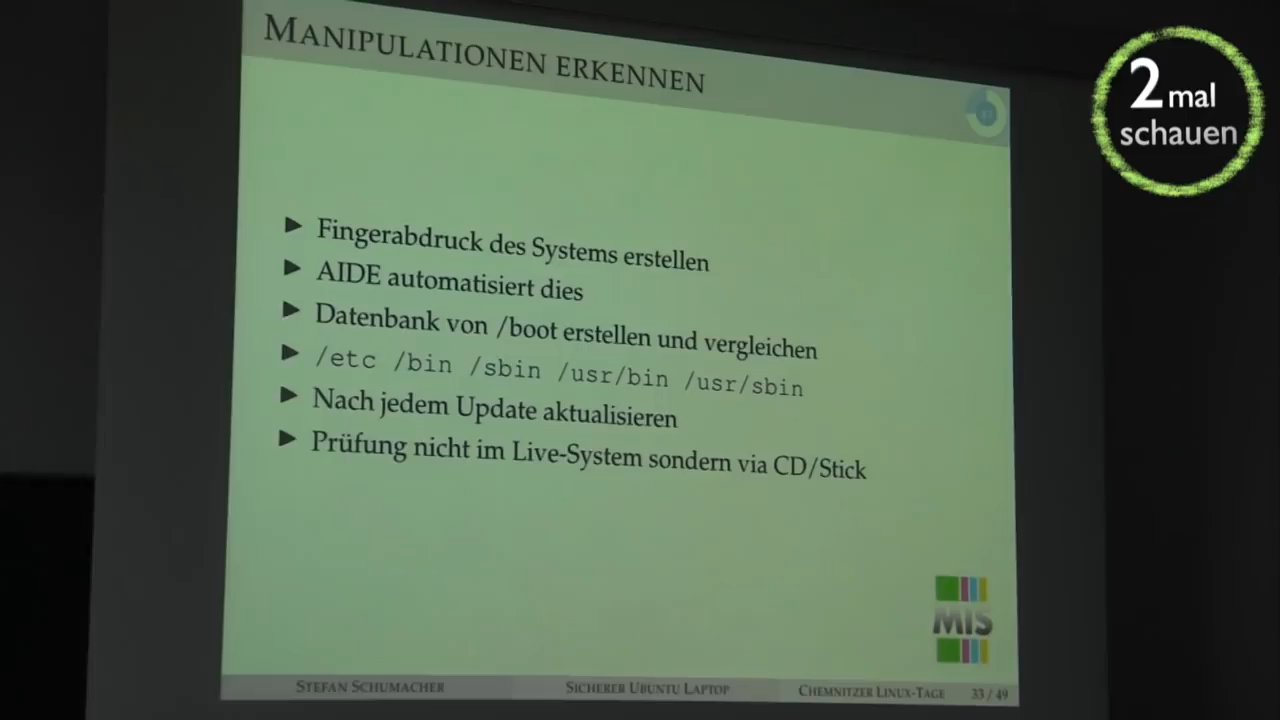 MANIPULATIONEN ERKENNEN
2 mal
schauen
Fingerabdruck des Systems erstellen
AIDE automatisiert dies
Datenbank von /boot erstellen und vergleichen
/etc /bin /sbin /usr/bin /usr/sbin
Nach jedem Update aktualisieren
Prüfung nicht im Live-System sondern via CD/Stick
MIS
STEFAN SCHUMACHER SICHERER UBUNTU LAPTOP CHEMNITZER LINUX-TAGE 33 / 49